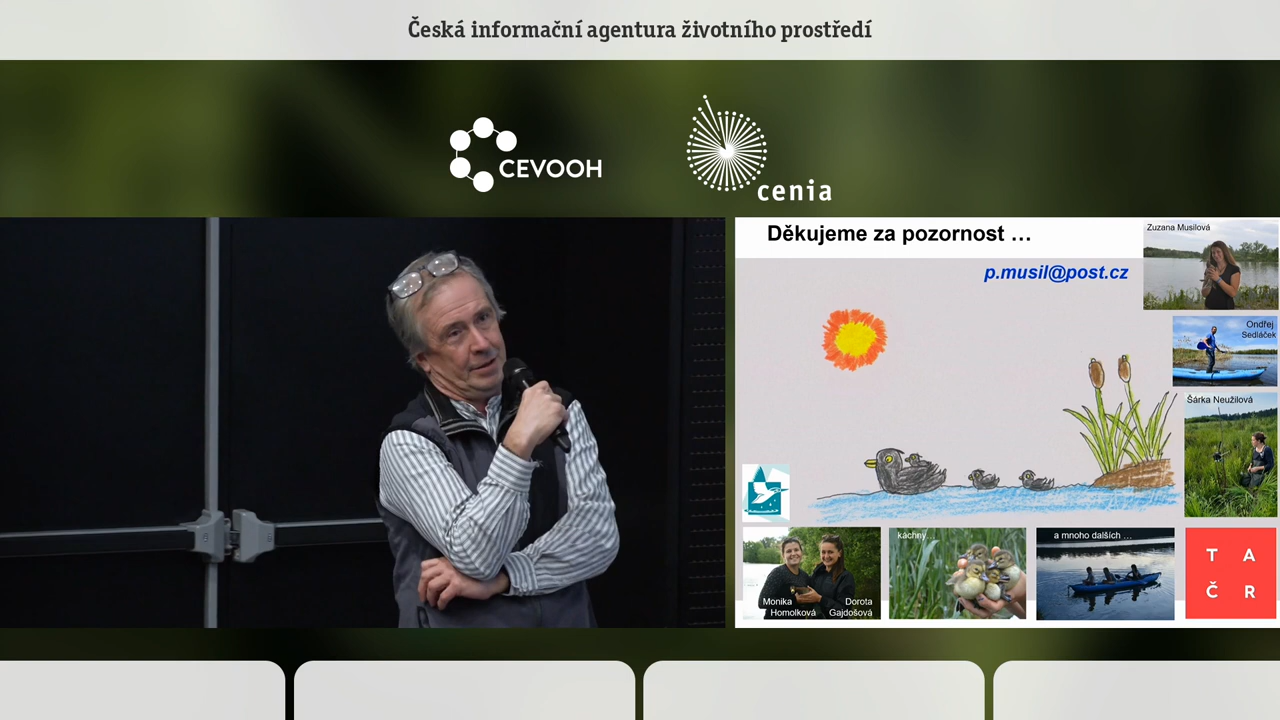 Česká informační agentura životního prostředí
CEVOOH
cenia
Děkujeme za pozornost ...
p.musil@post.cz
Zuzana Musilová
Ondřej
Sedláček
Šárka Neužilová
Monika
Homolková
Dorota
Gajdošová
káchny...
a mnoho dalších ...
T A
Č R